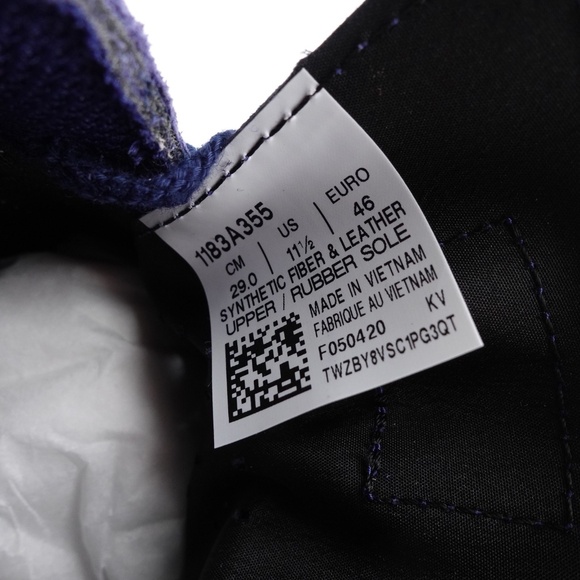 1183A355
CM | US | EURO
29.0 | 11½ | 46
SYNTHETIC FIBER & LEATHER
UPPER / RUBBER SOLE
MADE IN VIETNAM
FABRIQUE AU VIETNAM
F050420 KV
TWZBY8VSC1PG3QT